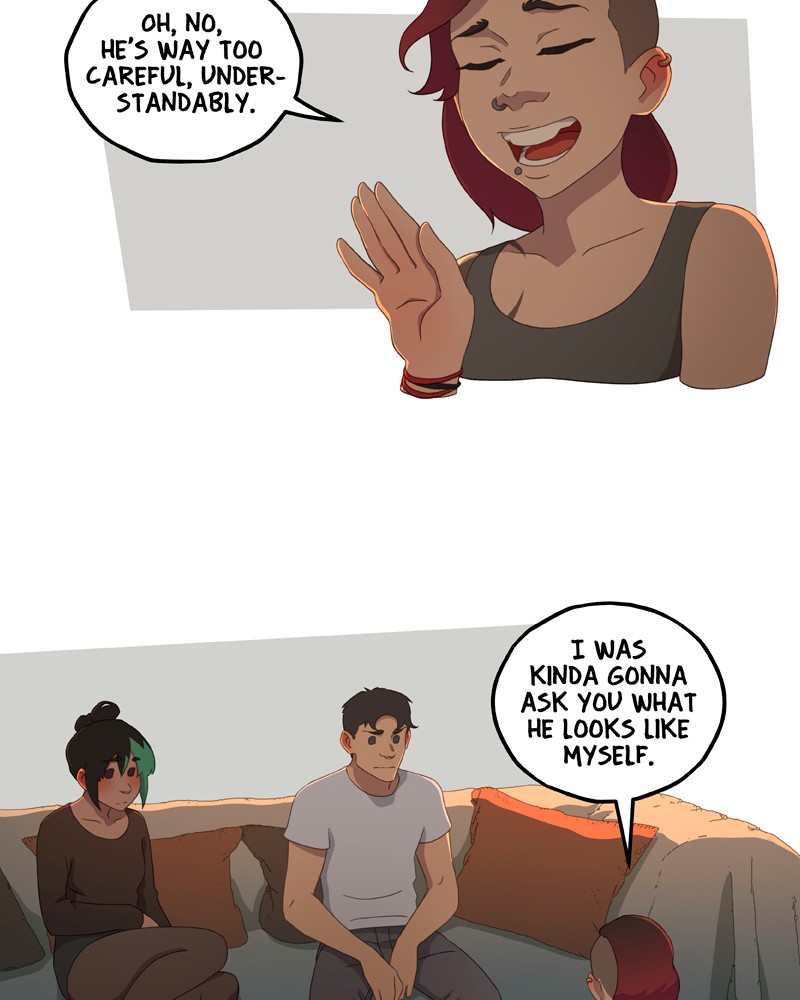 OH, NO,
HE'S WAY TOO
CAREFUL, UNDER-
STANDABLY.
I WAS
KINDA GONNA
ASK YOU WHAT
HE LOOKS LIKE
MYSELF.